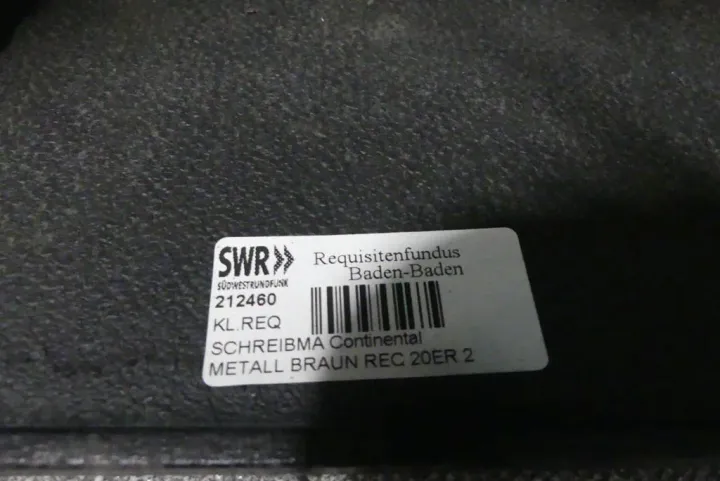 SWR»
SÜDWESTRUNDFUNK
Requisitenfundus
Baden-Baden
212460
KL.REQ
SCHREIBMA Continental
METALL BRAUN REC 20ER 2